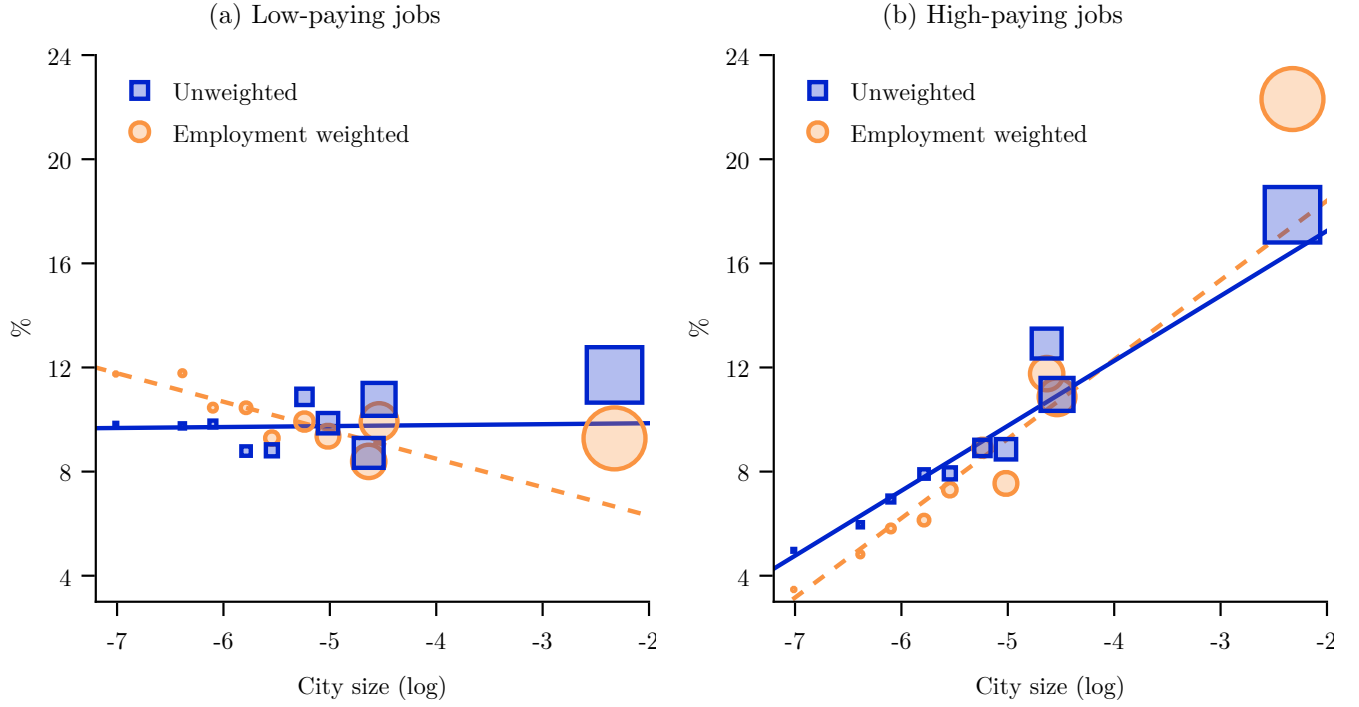 (a) Low-paying jobs
24
20
16
12
8
4
%
Unweighted
Employment weighted
-7 -6 -5 -4 -3 -2
City size (log)
(b) High-paying jobs
24
20
16
12
8
4
%
Unweighted
Employment weighted
-7 -6 -5 -4 -3 -2
City size (log)